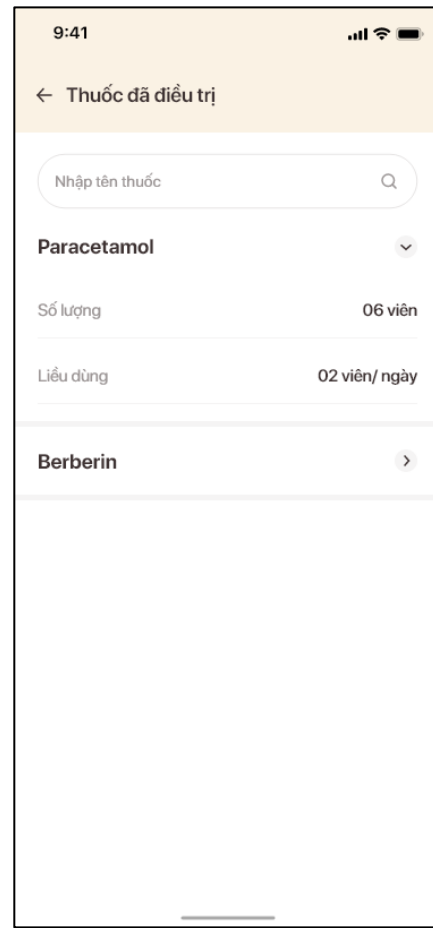 9:41
Thuốc đã điều trị
Nhập tên thuốc
Paracetamol
Số lượng 06 viên
Liều dùng 02 viên/ ngày
Berberin